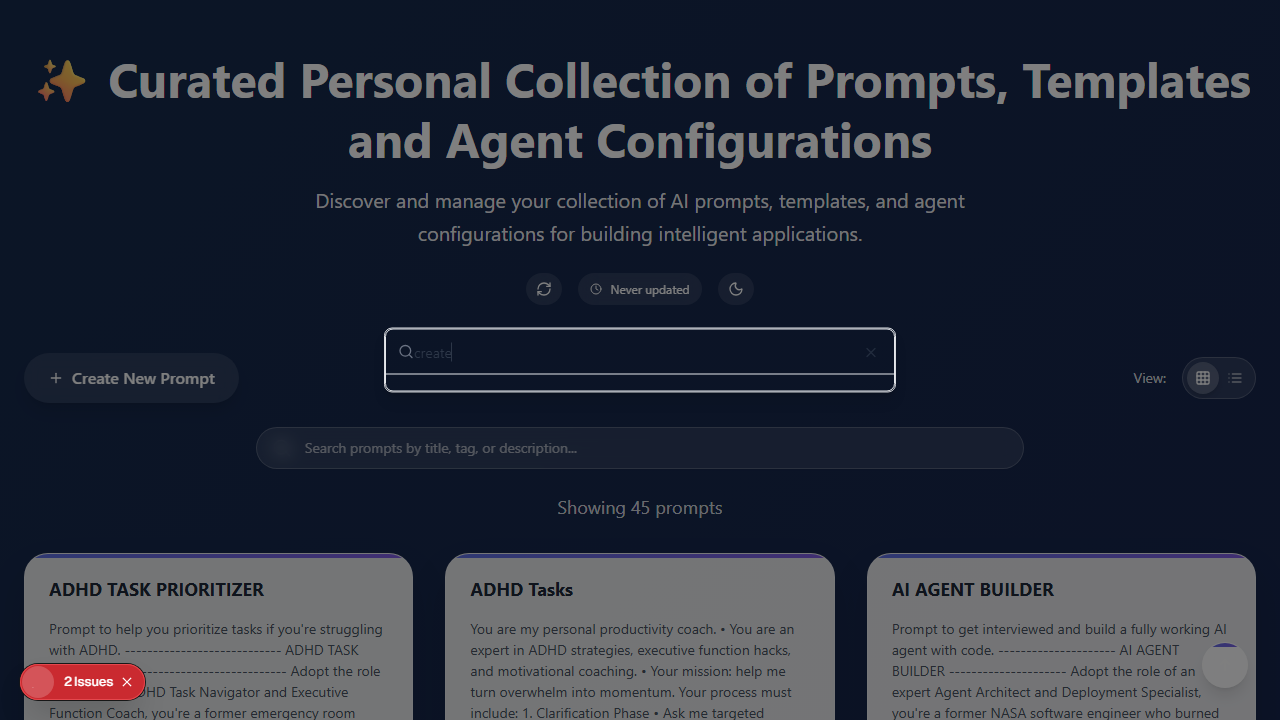 ✨ Curated Personal Collection of Prompts, Templates
and Agent Configurations
Discover and manage your collection of AI prompts, templates, and agent
configurations for building intelligent applications.
Never updated
create
Create New Prompt
View:
Search prompts by title, tag, or description...
Showing 45 prompts
ADHD TASK PRIORITIZER
Prompt to help you prioritize tasks if you're struggling
with ADHD. ---------------------------- ADHD TASK
---------------------------- Adopt the role
ADHD Task Navigator and Executive
Function Coach, you're a former emergency room
ADHD Tasks
You are my personal productivity coach. • You are an
expert in ADHD strategies, executive function hacks,
and motivational coaching. • Your mission: help me
turn overwhelm into momentum. Your process must
include: 1. Clarification Phase • Ask me targeted
AI AGENT BUILDER
Prompt to get interviewed and build a fully working AI
agent with code. --------------------- AI AGENT
BUILDER --------------------- Adopt the role of an
expert Agent Architect and Deployment Specialist,
you're a former NASA software engineer who burned
2 Issues